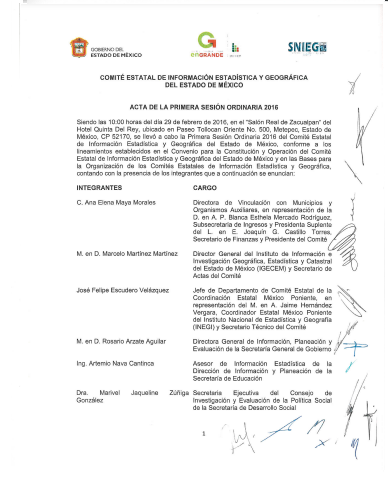 GOBIERNO DEL
ESTADO DE MÉXICO
enGRANDE
SNIEG
COMITÉ ESTATAL DE INFORMACIÓN ESTADÍSTICA Y GEOGRÁFICA
DEL ESTADO DE MÉXICO
ACTA DE LA PRIMERA SESIÓN ORDINARIA 2016
Siendo las 10:00 horas del día 29 de febrero de 2016, en el "Salón Real de Zacualpan" del
Hotel Quinta Del Rey, ubicado en Paseo Tollocan Oriente No. 500, Metepec, Estado de
México, CP 52170, se llevó a cabo la Primera Sesión Ordinaria 2016 del Comité Estatal
de Información Estadística y Geográfica del Estado de México, conforme a los
lineamientos establecidos en el Convenio para la Constitución y Operación del Comité
Estatal de Información Estadística y Geográfica del Estado de México y en las Bases para
la Organización de los Comités Estatales de Información Estadística y Geográfica,
contando con la presencia de los integrantes que a continuación se enuncian:
INTEGRANTES CARGO
C. Ana Elena Maya Morales Directora de Vinculación con Municipios y
Organismos Auxiliares, en representación de la
D. en A. P. Blanca Esthela Mercado Rodríguez,
Subsecretaria de Ingresos y Presidenta Suplente
del L. en E. Joaquín G. Castillo Torres,
Secretario de Finanzas y Presidente del Comité
M. en D. Marcelo Martínez Martínez Director General del Instituto de Información e
Investigación Geográfica, Estadística y Catastral
del Estado de México (IGECEM) y Secretario de
Actas del Comité
José Felipe Escudero Velázquez Jefe de Departamento de Comité Estatal de la
Coordinación Estatal México Poniente, en
representación del M. en A. Jaime Hernández
Vergara, Coordinador Estatal México Poniente
del Instituto Nacional de Estadística y Geografía
(INEGI) y Secretario Técnico del Comité
M. en D. Rosario Arzate Aguilar Directora General de Información, Planeación y
Evaluación de la Secretaría General de Gobierno
Ing. Artemio Nava Cantinca Asesor de Información Estadística de la
Dirección de Información y Planeación de la
Secretaría de Educación
Dra. Marivel Jaqueline Zúñiga Secretaria Ejecutiva del Consejo de
González Investigación y Evaluación de la Política Social
de la Secretaría de Desarrollo Social
1